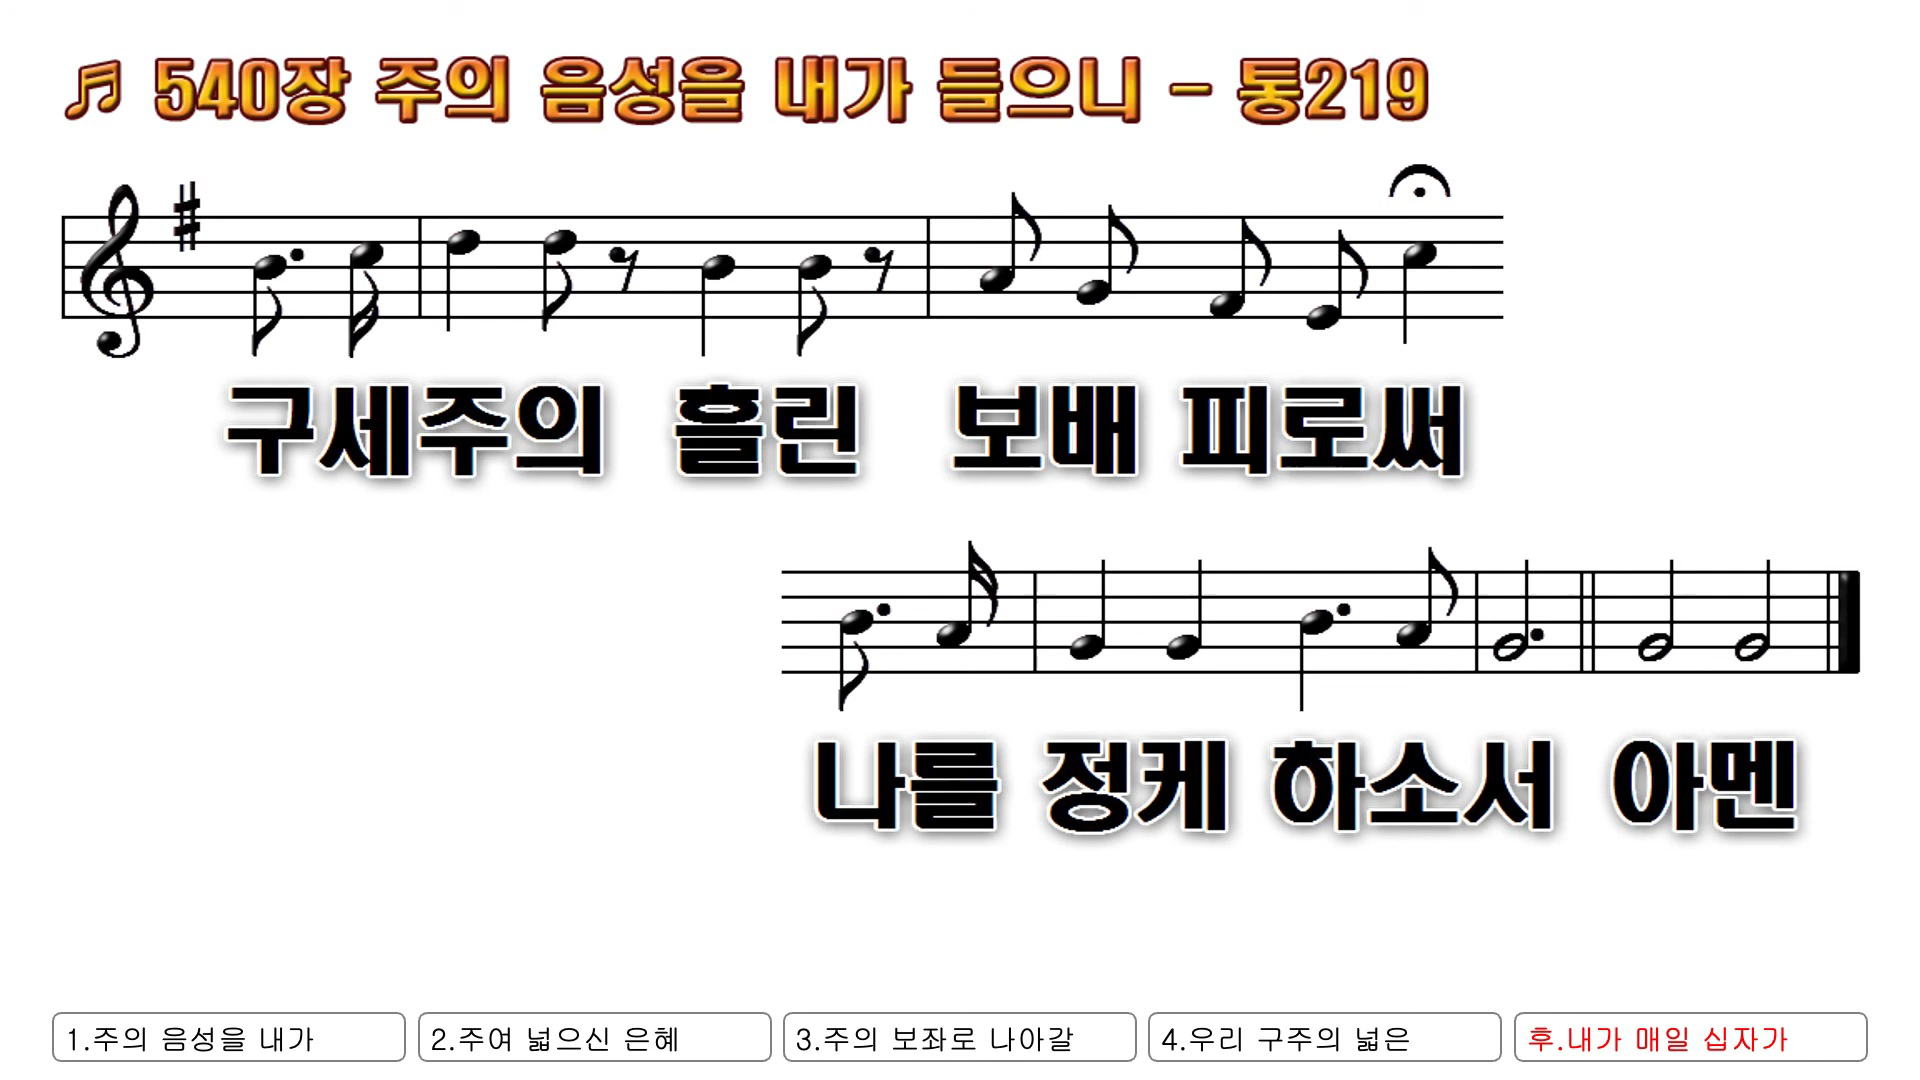 ♬ 540장 주의 음성을 내가 들으니 - 통219
구세주의 흘린 보배 피로써
나를 정케 하소서 아멘
1.주의 음성을 내가
2.주여 넓으신 은혜
3.주의 보좌로 나아갈
4.우리 구주의 넓은
후.내가 매일 십자가